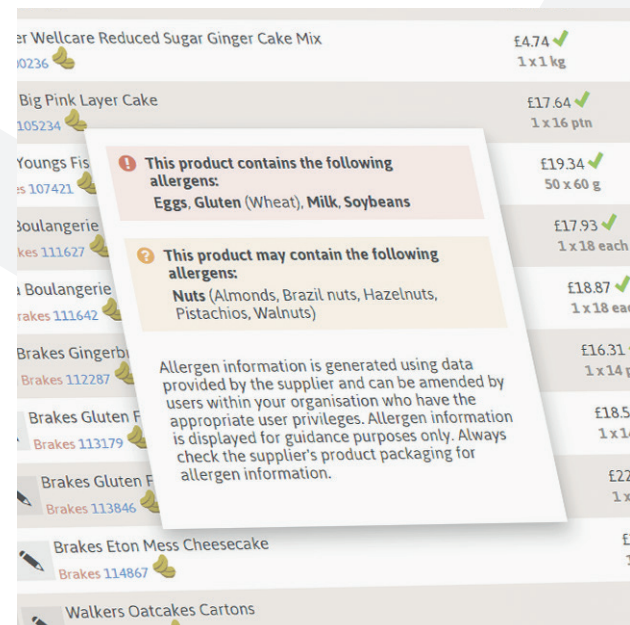 er Wellcare Reduced Sugar Ginger Cake Mix £4.74
0236 1 x 1 kg
Big Pink Layer Cake £17.64
105234 1 x 16 ptn
Youngs Fis £19.34
es 107421 50 x 60 g
Boulangerie £17.93
kes 111627 1 x 18 each
Boulangerie £18.87
rakes 111642 1 x 18 eac
Brakes Gingerb £16.31
Brakes 112287 1 x 14 p
Brakes Gluten F £18.5
Brakes 113179 1 x 14
Brakes Gluten F £22
Brakes 113846 1 x
Brakes Eton Mess Cheesecake £
Brakes 114867 1
Walkers Oatcakes Cartons
This product contains the following
allergens:
Eggs, Gluten (Wheat), Milk, Soybeans
This product may contain the following
allergens:
Nuts (Almonds, Brazil nuts, Hazelnuts,
Pistachios, Walnuts)
Allergen information is generated using data
provided by the supplier and can be amended by
users within your organisation who have the
appropriate user privileges. Allergen information
is displayed for guidance purposes only. Always
check the supplier's product packaging for
allergen information.